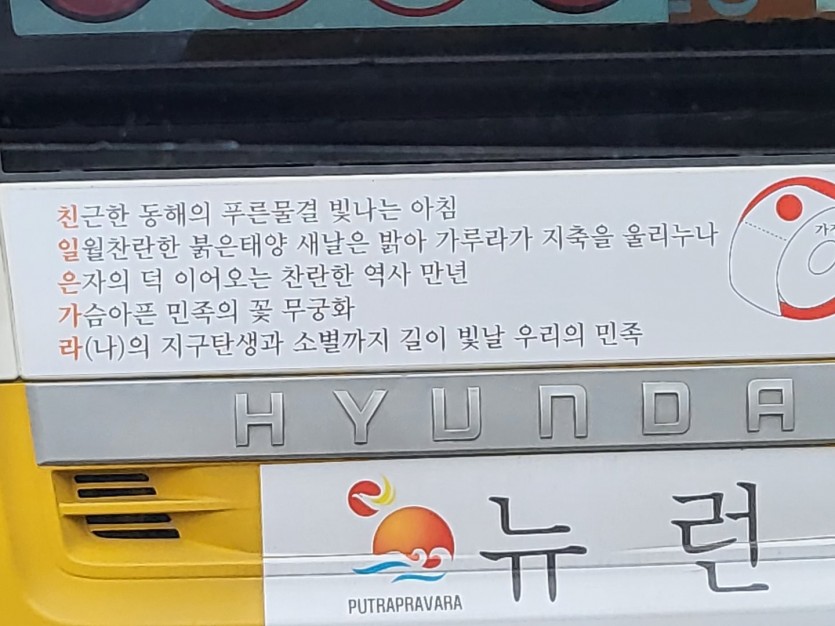 친근한 동해의 푸른물결 빛나는 아침
일월찬란한 붉은태양 새날은 밝아 가루라가 지축을 울리누나
은자의 덕 이어오는 찬란한 역사 만년
가슴아픈 민족의 꽃 무궁화
라(나)의 지구탄생과 소별까지 길이 빛날 우리의 민족
HYUNDA
뉴 런
PUTRAPRAVARA